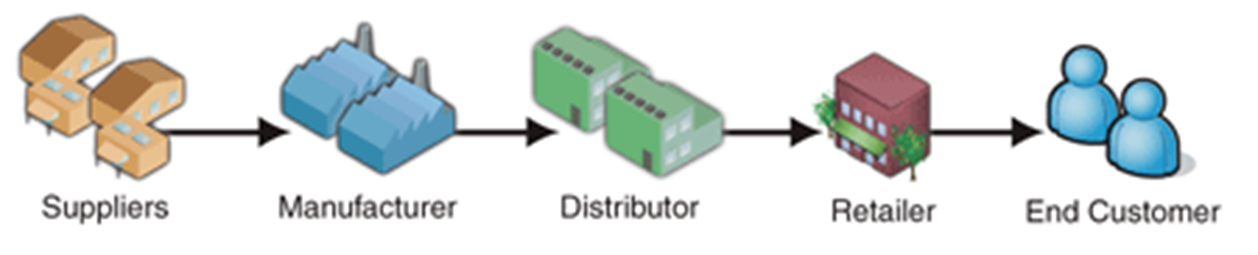 Suppliers
Manufacturer
Distributor
Retailer
End Customer